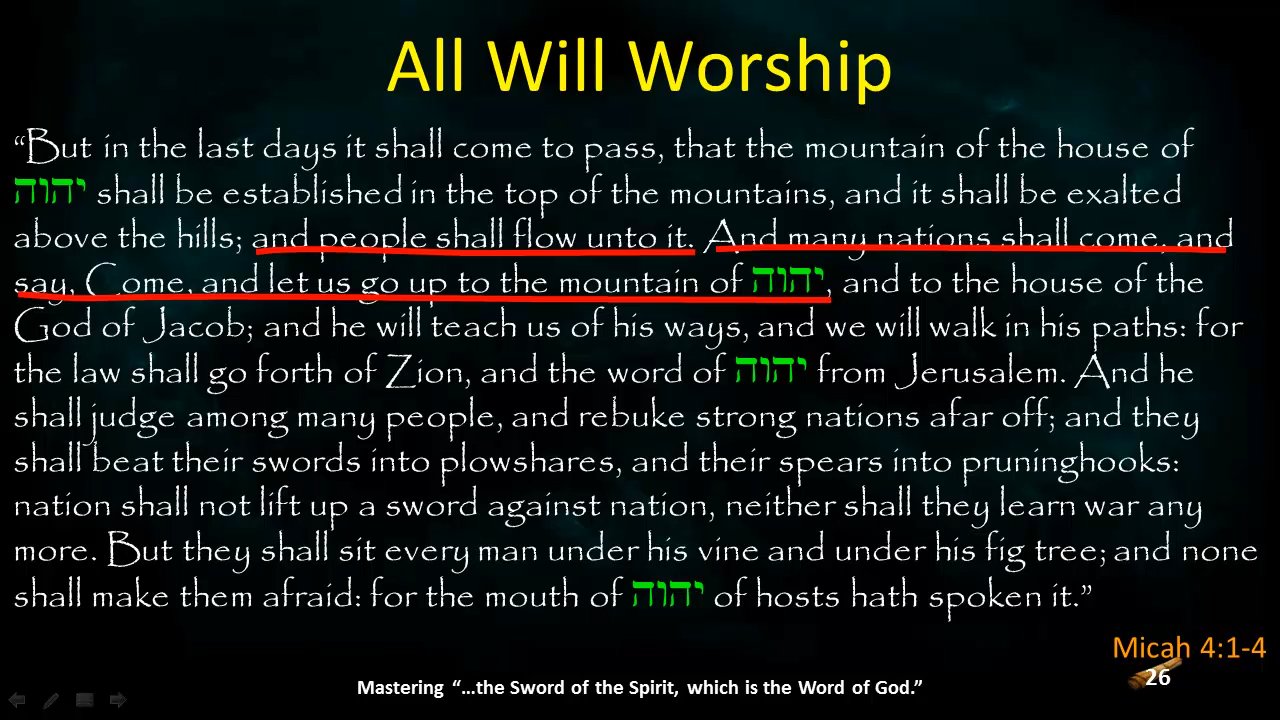 All Will Worship
“But in the last days it shall come to pass, that the mountain of the house of
יהוה shall be established in the top of the mountains, and it shall be exalted
above the hills; and people shall flow unto it. And many nations shall come, and
say, Come, and let us go up to the mountain of יהוה, and to the house of the
God of Jacob; and he will teach us of his ways, and we will walk in his paths: for
the law shall go forth of Zion, and the word of יהוה from Jerusalem. And he
shall judge among many people, and rebuke strong nations afar off; and they
shall beat their swords into plowshares, and their spears into pruninghooks:
nation shall not lift up a sword against nation, neither shall they learn war any
more. But they shall sit every man under his vine and under his fig tree; and none
shall make them afraid: for the mouth of יהוה of hosts hath spoken it.”
Micah 4:1-4
26
Mastering “...the Sword of the Spirit, which is the Word of God.”